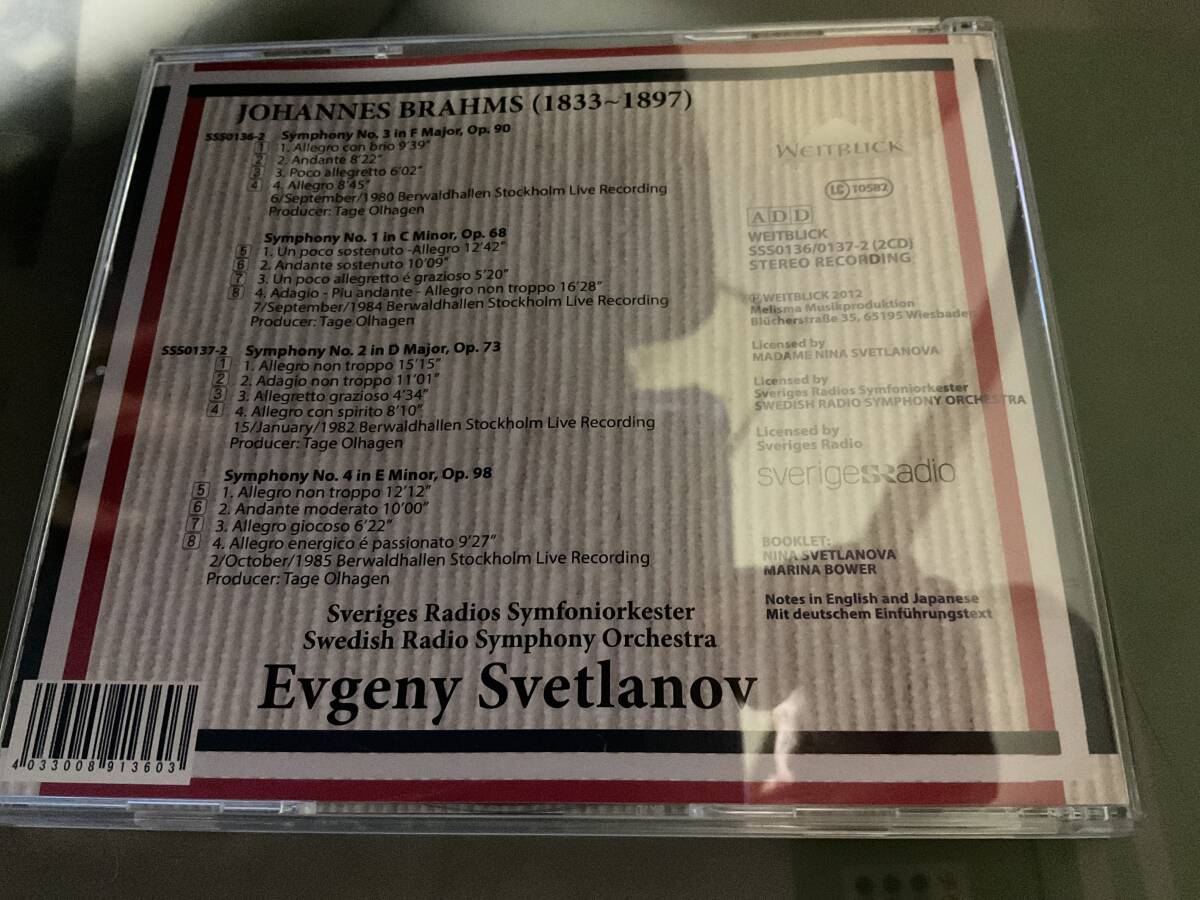 JOHANNES BRAHMS (1833~1897)
SSS0136-2 Symphony No. 3 in F Major, Op. 90
1 1. Allegro con brio 9'39"
2 2. Andante 8'22"
3 3. Poco allegretto 6'02"
4 4. Allegro 8'45"
6/September/1980 Berwaldhallen Stockholm Live Recording
Producer: Tage Olhagen
Symphony No. 1 in C Minor, Op. 68
5 1. Un poco sostenuto -Allegro 12'42"
6 2. Andante sostenuto 10'09"
7 3. Un poco allegretto é grazioso 5'20"
8 4. Adagio - Piu andante - Allegro non troppo 16'28"
7/September/1984 Berwaldhallen Stockholm Live Recording
Producer: Tage Olhagen
SSS0137-2 Symphony No. 2 in D Major, Op. 73
1 1. Allegro non troppo 15'15"
2 2. Adagio non troppo 11'01"
3 3. Allegretto grazioso 4'34"
4 4. Allegro con spirito 8'10"
15/January/1982 Berwaldhallen Stockholm Live Recording
Producer: Tage Olhagen
Symphony No. 4 in E Minor, Op. 98
5 1. Allegro non troppo 12'12"
6 2. Andante moderato 10'00"
7 3. Allegro giocoso 6'22"
8 4. Allegro energico é passionato 9'27"
2/October/1985 Berwaldhallen Stockholm Live Recording
Producer: Tage Olhagen
Sveriges Radios Symfoniorkester
Swedish Radio Symphony Orchestra
Evgeny Svetlanov
WEITBLICK
LC 10582
ADD
WEITBLICK
SSS0136/0137-2 (2CD)
STEREO RECORDING
℗WEITBLICK 2012
Melisma Musikproduktion
Blücherstraße 35, 65195 Wiesbaden
Licensed by
MADAME NINA SVETLANOVA
Licensed by
Sveriges Radios Symfoniorkester
SWEDISH RADIO SYMPHONY ORCHESTRA
Licensed by
Sveriges Radio
sverigesRadio
BOOKLET:
NINA SVETLANOVA
MARINA BOWER
Notes in English and Japanese
Mit deutschem Einführungstext
4 033008 913603